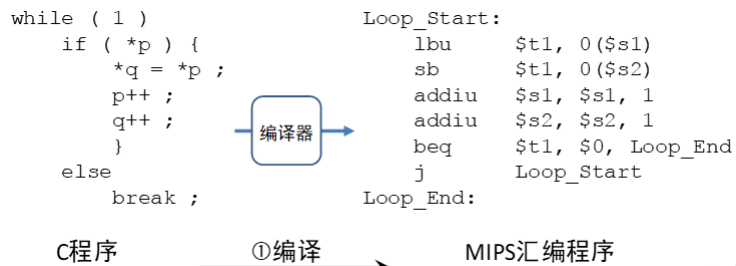 while ( 1 )
if ( *p ) {
*q = *p ;
p++ ;
q++ ;
}
else
break ;
编译器
Loop_Start:
lbu $t1, 0($s1)
sb $t1, 0($s2)
addiu $s1, $s1, 1
addiu $s2, $s2, 1
beq $t1, $0, Loop_End
j Loop_Start
Loop_End:
C程序
①编译
MIPS汇编程序